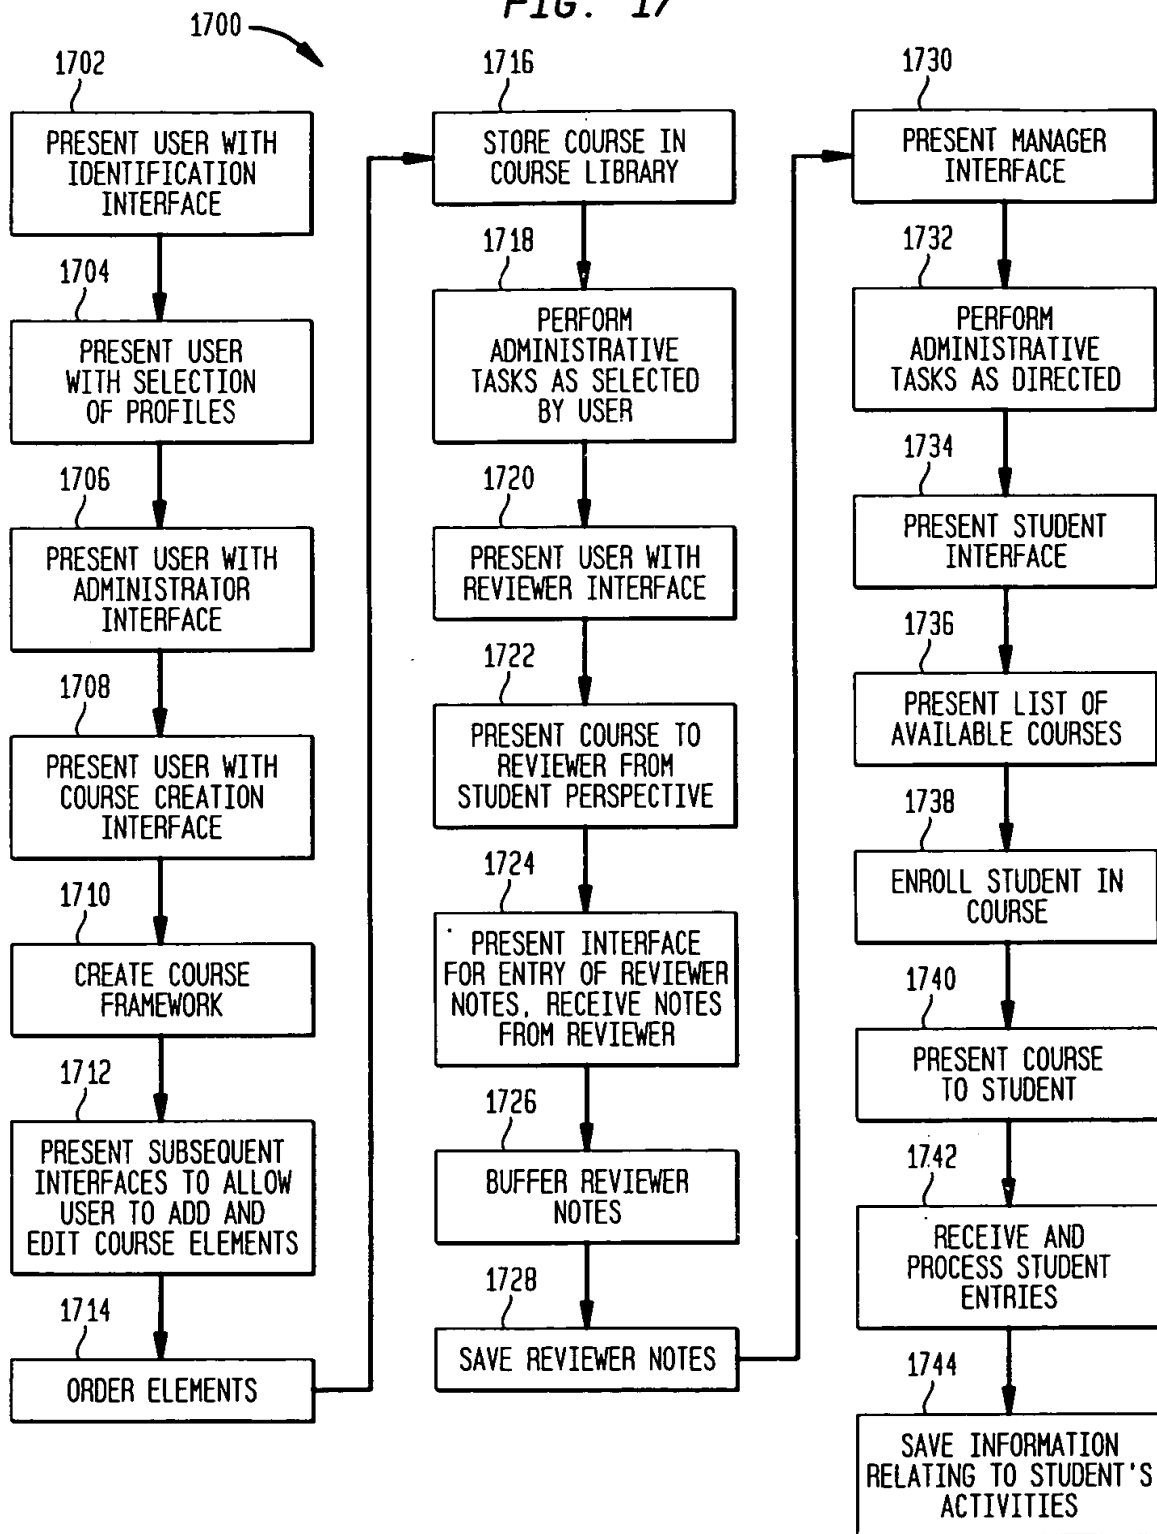 FIG. 17
1700
1702
PRESENT USER WITH
IDENTIFICATION
INTERFACE
1704
PRESENT USER
WITH SELECTION
OF PROFILES
1706
PRESENT USER WITH
ADMINISTRATOR
INTERFACE
1708
PRESENT USER WITH
COURSE CREATION
INTERFACE
1710
CREATE COURSE
FRAMEWORK
1712
PRESENT SUBSEQUENT
INTERFACES TO ALLOW
USER TO ADD AND
EDIT COURSE ELEMENTS
1714
ORDER ELEMENTS
1716
STORE COURSE IN
COURSE LIBRARY
1718
PERFORM
ADMINISTRATIVE
TASKS AS SELECTED
BY USER
1720
PRESENT USER WITH
REVIEWER INTERFACE
1722
PRESENT COURSE TO
REVIEWER FROM
STUDENT PERSPECTIVE
1724
PRESENT INTERFACE
FOR ENTRY OF REVIEWER
NOTES, RECEIVE NOTES
FROM REVIEWER
1726
BUFFER REVIEWER
NOTES
1728
SAVE REVIEWER NOTES
1730
PRESENT MANAGER
INTERFACE
1732
PERFORM
ADMINISTRATIVE
TASKS AS DIRECTED
1734
PRESENT STUDENT
INTERFACE
1736
PRESENT LIST OF
AVAILABLE COURSES
1738
ENROLL STUDENT IN
COURSE
1740
PRESENT COURSE
TO STUDENT
1742
RECEIVE AND
PROCESS STUDENT
ENTRIES
1744
SAVE INFORMATION
RELATING TO STUDENT'S
ACTIVITIES